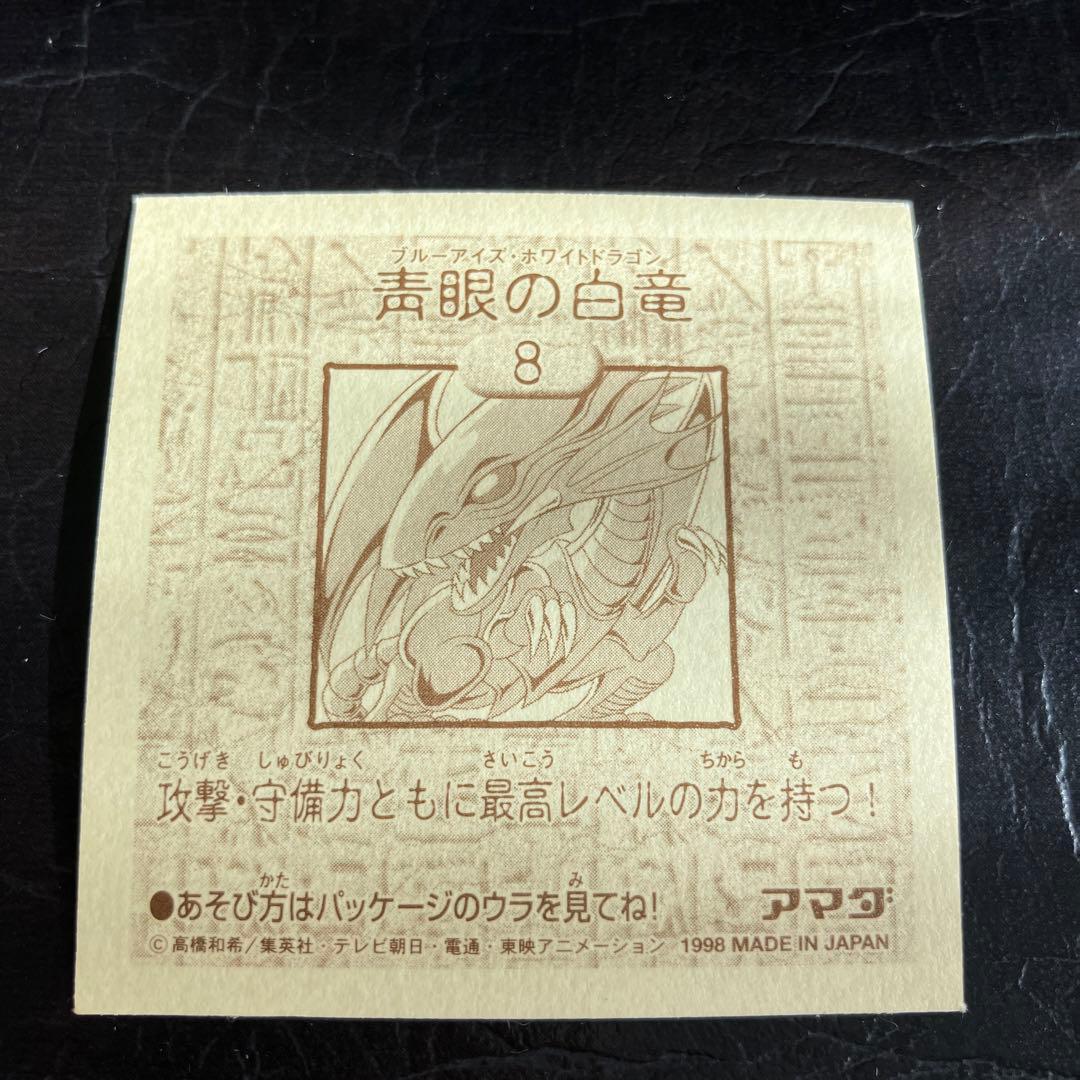 ブルーアイズ・ホワイトドラゴン
青眼の白竜
8
こうげき しゅびりょく さいこう ちから も
攻撃・守備力ともに最高レベルの力を持つ！
かた み
●あそび方はパッケージのウラを見てね！
アマダ
©高橋和希／集英社・テレビ朝日・電通・東映アニメーション 1998 MADE IN JAPAN